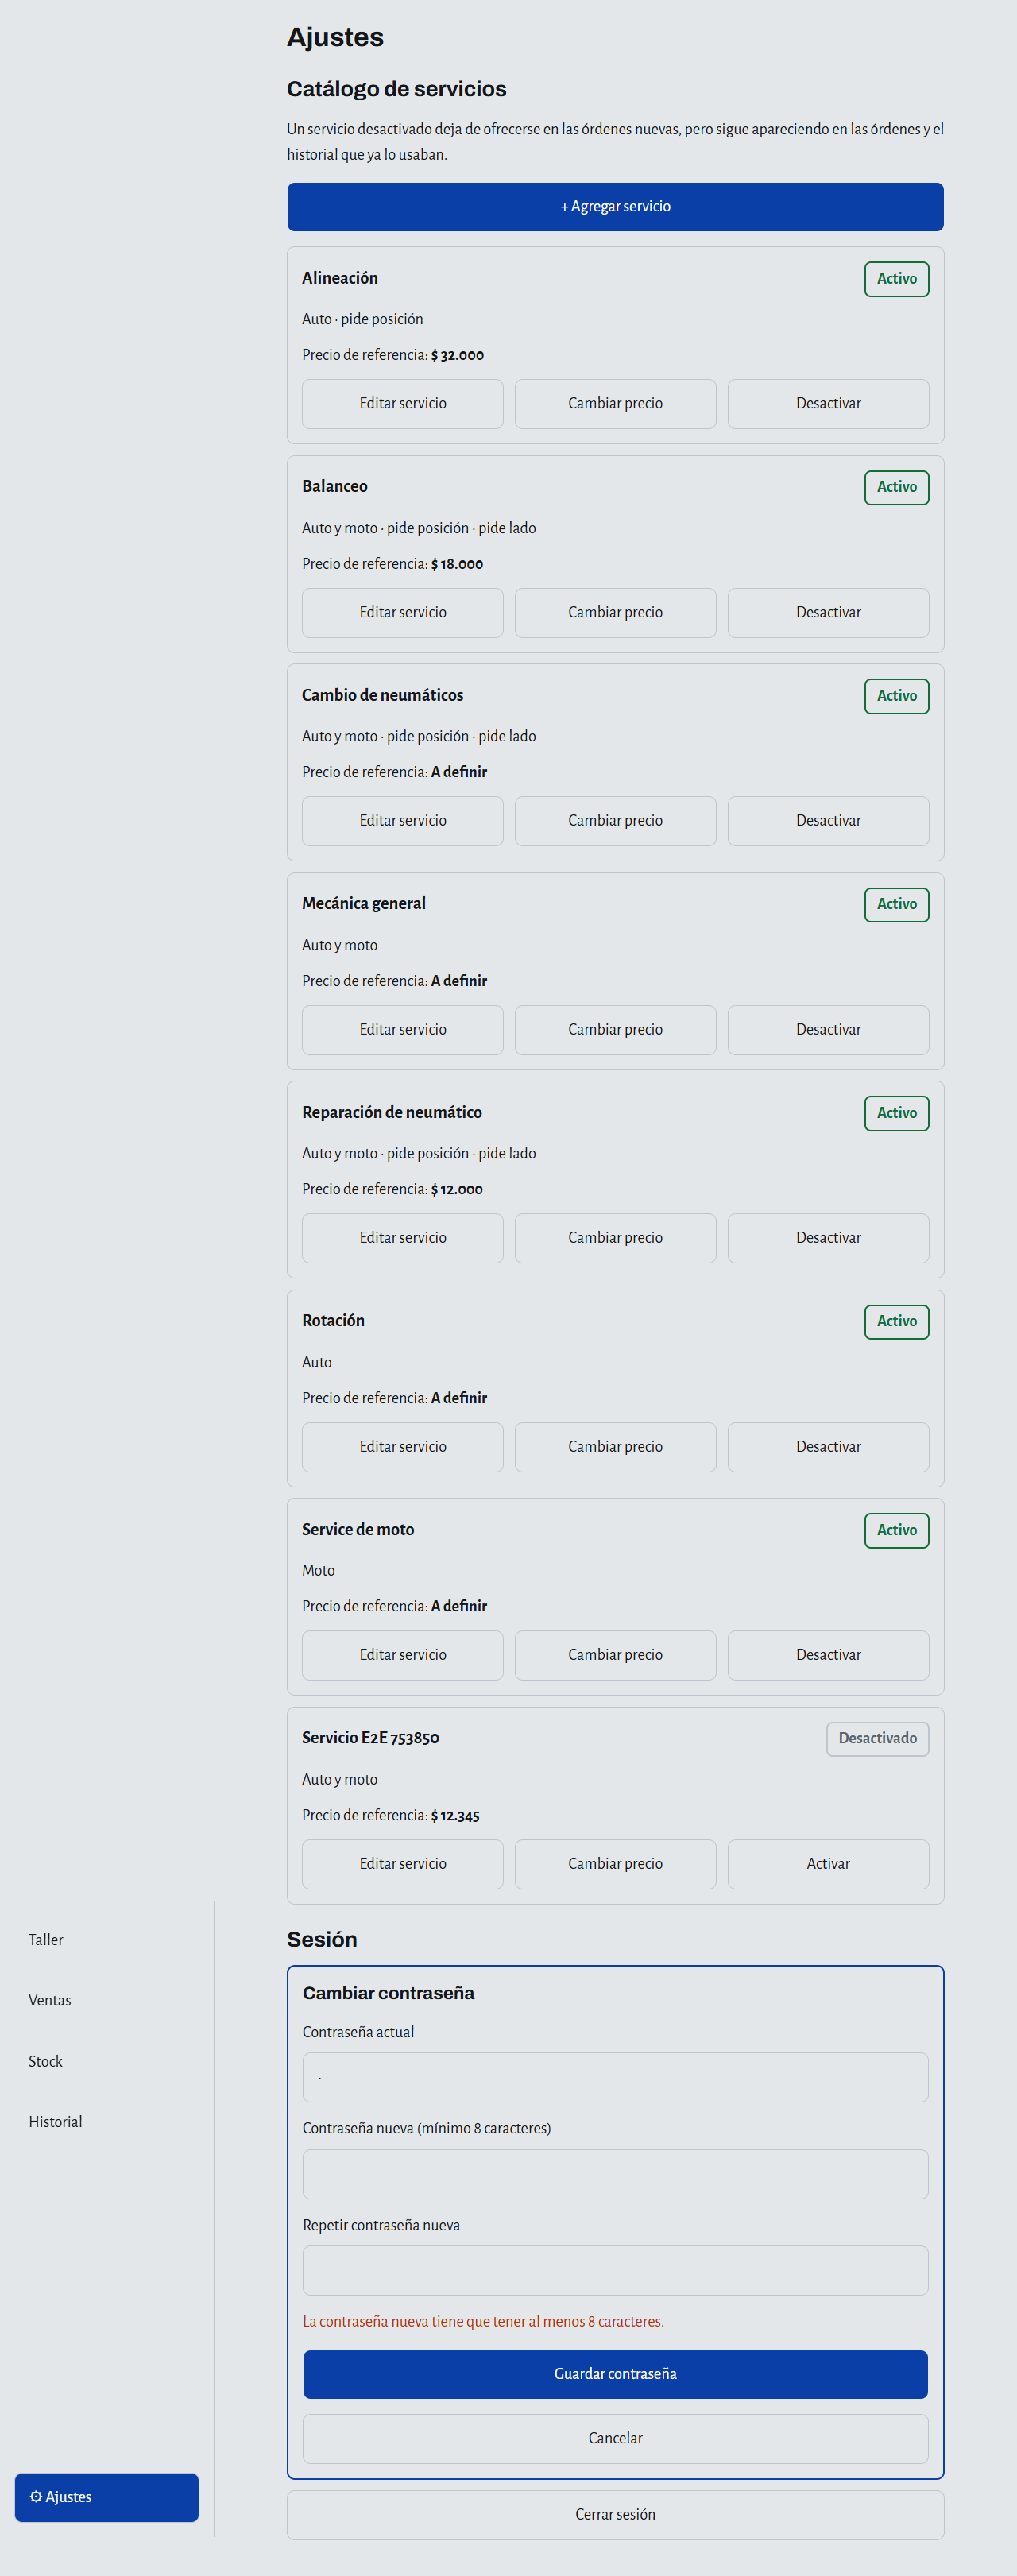 Ajustes
Catálogo de servicios
Un servicio desactivado deja de ofrecerse en las órdenes nuevas, pero sigue apareciendo en las órdenes y el
historial que ya lo usaban.
+ Agregar servicio
Alineación
Activo
Auto · pide posición
Precio de referencia: $ 32.000
Editar servicio
Cambiar precio
Desactivar
Balanceo
Activo
Auto y moto · pide posición · pide lado
Precio de referencia: $ 18.000
Editar servicio
Cambiar precio
Desactivar
Cambio de neumáticos
Activo
Auto y moto · pide posición · pide lado
Precio de referencia: A definir
Editar servicio
Cambiar precio
Desactivar
Mecánica general
Activo
Auto y moto
Precio de referencia: A definir
Editar servicio
Cambiar precio
Desactivar
Reparación de neumático
Activo
Auto y moto · pide posición · pide lado
Precio de referencia: $ 12.000
Editar servicio
Cambiar precio
Desactivar
Rotación
Activo
Auto
Precio de referencia: A definir
Editar servicio
Cambiar precio
Desactivar
Service de moto
Activo
Moto
Precio de referencia: A definir
Editar servicio
Cambiar precio
Desactivar
Servicio E2E 753850
Desactivado
Auto y moto
Precio de referencia: $ 12.345
Editar servicio
Cambiar precio
Activar
Taller
Ventas
Stock
Historial
⚙ Ajustes
Sesión
Cambiar contraseña
Contraseña actual
·
Contraseña nueva (mínimo 8 caracteres)
Repetir contraseña nueva
La contraseña nueva tiene que tener al menos 8 caracteres.
Guardar contraseña
Cancelar
Cerrar sesión